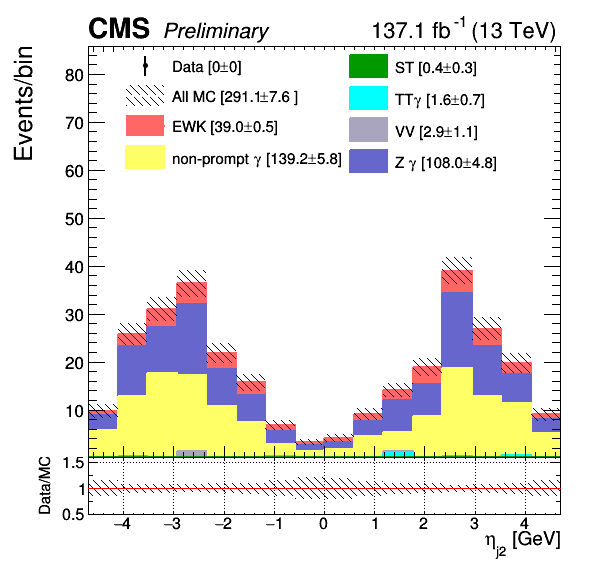 CMS Preliminary 137.1 fb⁻¹ (13 TeV)
Events/bin
Data [0±0]
All MC [291.1±7.6 ]
EWK [39.0±0.5]
non-prompt γ [139.2±5.8]
ST [0.4±0.3]
TTγ [1.6±0.7]
VV [2.9±1.1]
Z γ [108.0±4.8]
80
70
60
50
40
30
20
10
Data/MC
1.5
1
0.5
−4 −3 −2 −1 0 1 2 3 4
η_j2 [GeV]